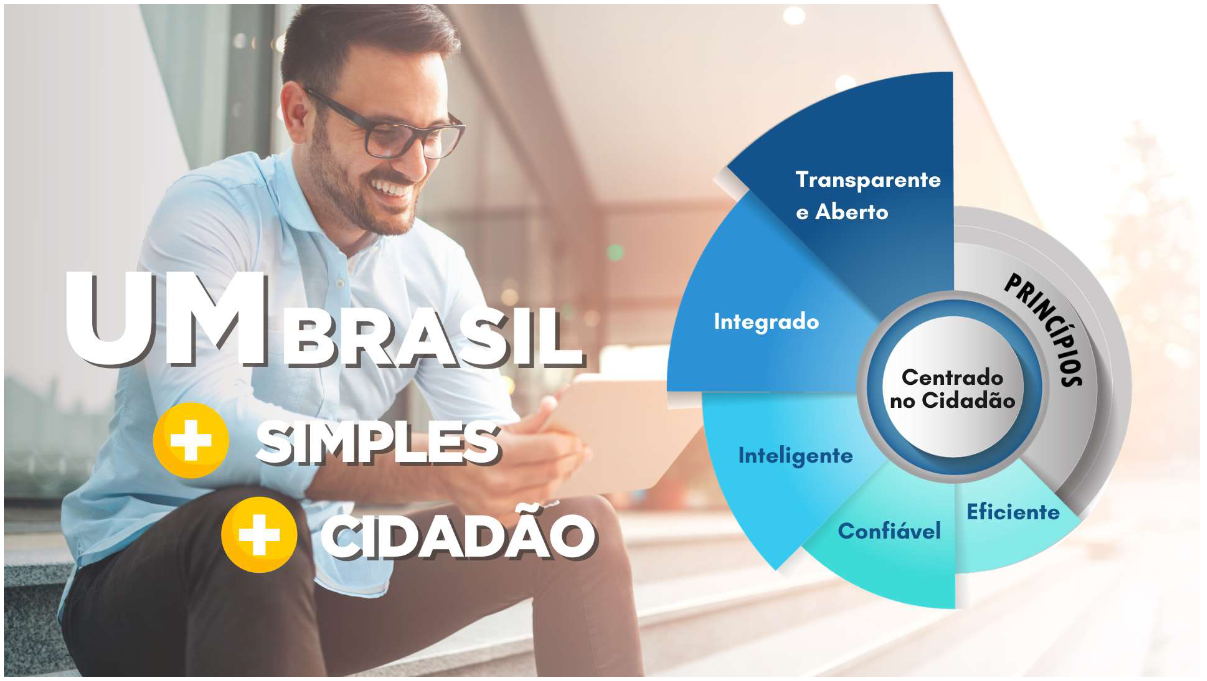 UM BRASIL
+ SIMPLES
+ CIDADÃO
Transparente
e Aberto
Integrado
Inteligente
Confiável
Eficiente
PRINCÍPIOS
Centrado
no Cidadão